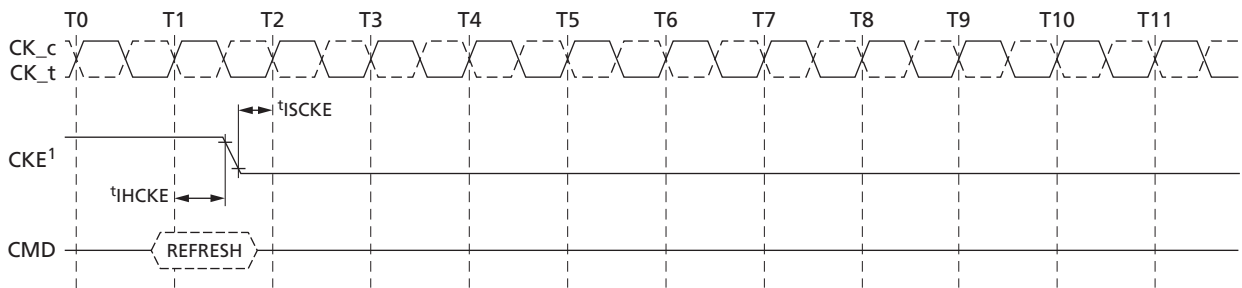 T0 T1 T2 T3 T4 T5 T6 T7 T8 T9 T10 T11
CK_c
CK_t
tISCKE
CKE1
tIHCKE
CMD REFRESH